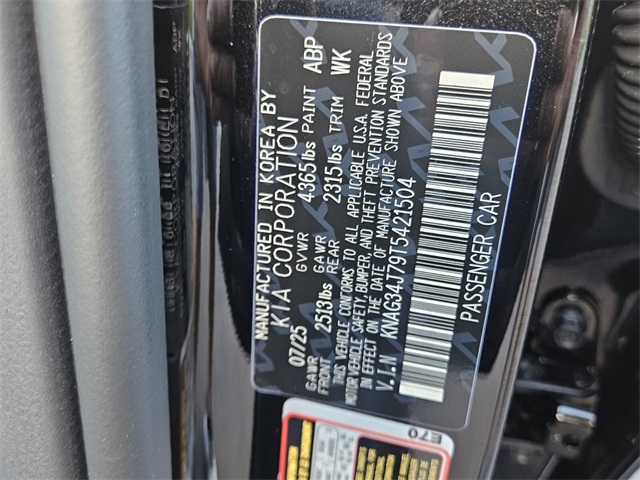 MANUFACTURED IN KOREA BY
KIA CORPORATION
07/25 GVWR 4365lbs PAINT ABP
GAWR FRONT 2513lbs GAWR REAR 2315lbs TRIM WK
THIS VEHICLE CONFORMS TO ALL APPLICABLE U.S.A. FEDERAL
MOTOR VEHICLE SAFETY, BUMPER, AND THEFT PREVENTION STANDARDS
IN EFFECT ON THE DATE OF MANUFACTURE SHOWN ABOVE
V.I.N KNAG34J79T5421504
PASSENGER CAR
E70